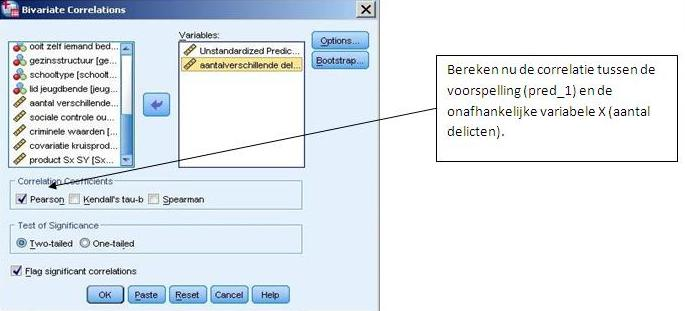 Bivariate Correlations
ooit zelf iemand bed...
gezinsstructuur [ge...
schooltype [schoolt...
lid jeugdbende [jeug...
aantal verschillende...
sociale controle ou...
criminele waarden [...
covariatie kruisprod...
product Sx SY [Sx...
Variables:
Unstandardized Predic...
aantalverschillende del...
Options...
Bootstrap...
Correlation Coefficients
Pearson Kendall's tau-b Spearman
Test of Significance
Two-tailed One-tailed
Flag significant correlations
OK Paste Reset Cancel Help
Bereken nu de correlatie tussen de
voorspelling (pred_1) en de
onafhankelijke variabele X (aantal
delicten).